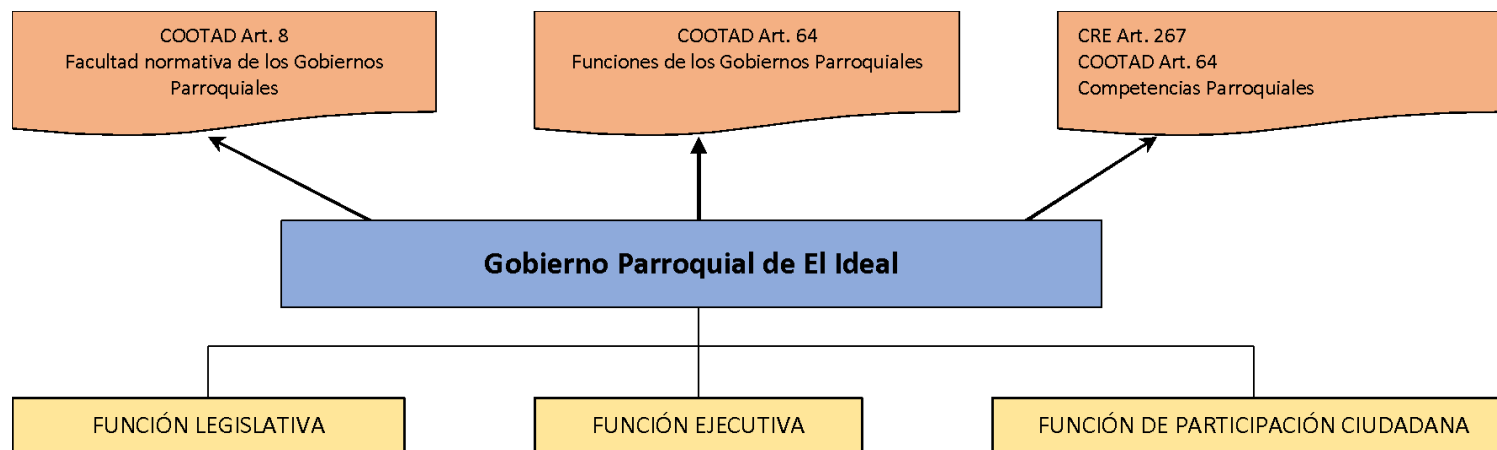 COOTAD Art. 8
Facultad normativa de los Gobiernos
Parroquiales
COOTAD Art. 64
Funciones de los Gobiernos Parroquiales
CRE Art. 267
COOTAD Art. 64
Competencias Parroquiales
Gobierno Parroquial de El Ideal
FUNCIÓN LEGISLATIVA
FUNCIÓN EJECUTIVA
FUNCIÓN DE PARTICIPACIÓN CIUDADANA